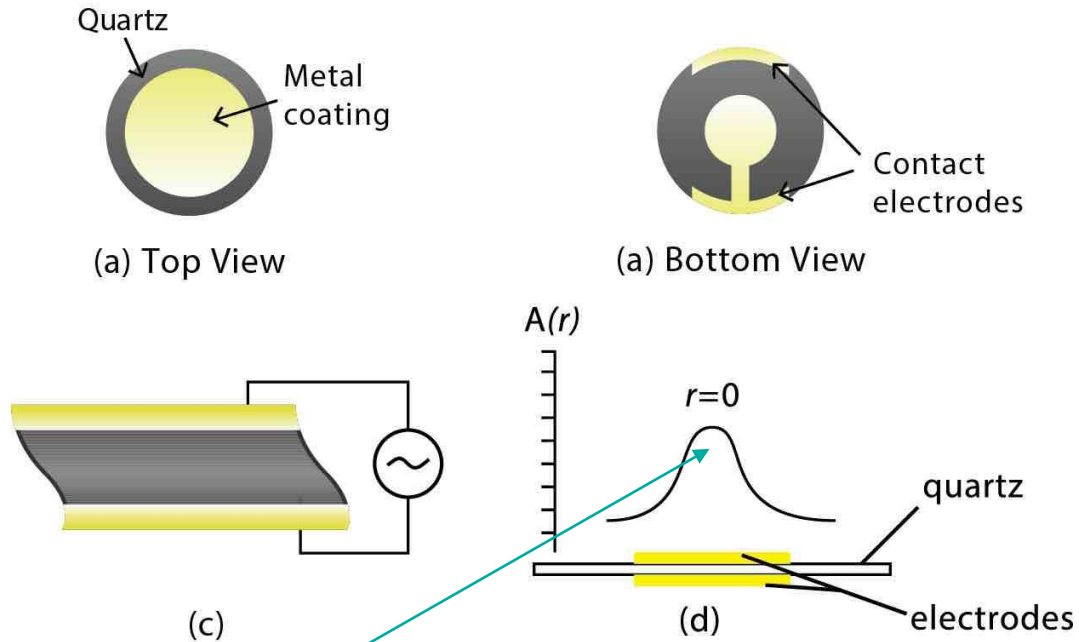 Quartz
Metal
coating
(a) Top View
Contact
electrodes
(a) Bottom View
(c)
A(r)
r=0
quartz
electrodes
(d)